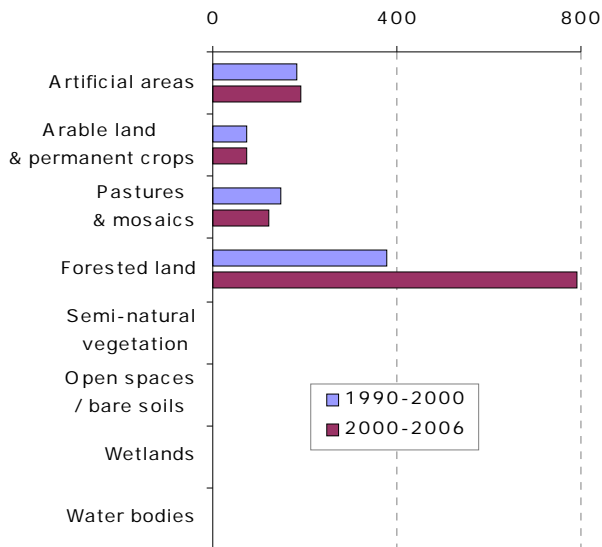 0 400 800
Artificial areas
Arable land
& permanent crops
Pastures
& mosaics
Forested land
Semi-natural
vegetation
Open spaces
/ bare soils
Wetlands
Water bodies
1990-2000
2000-2006